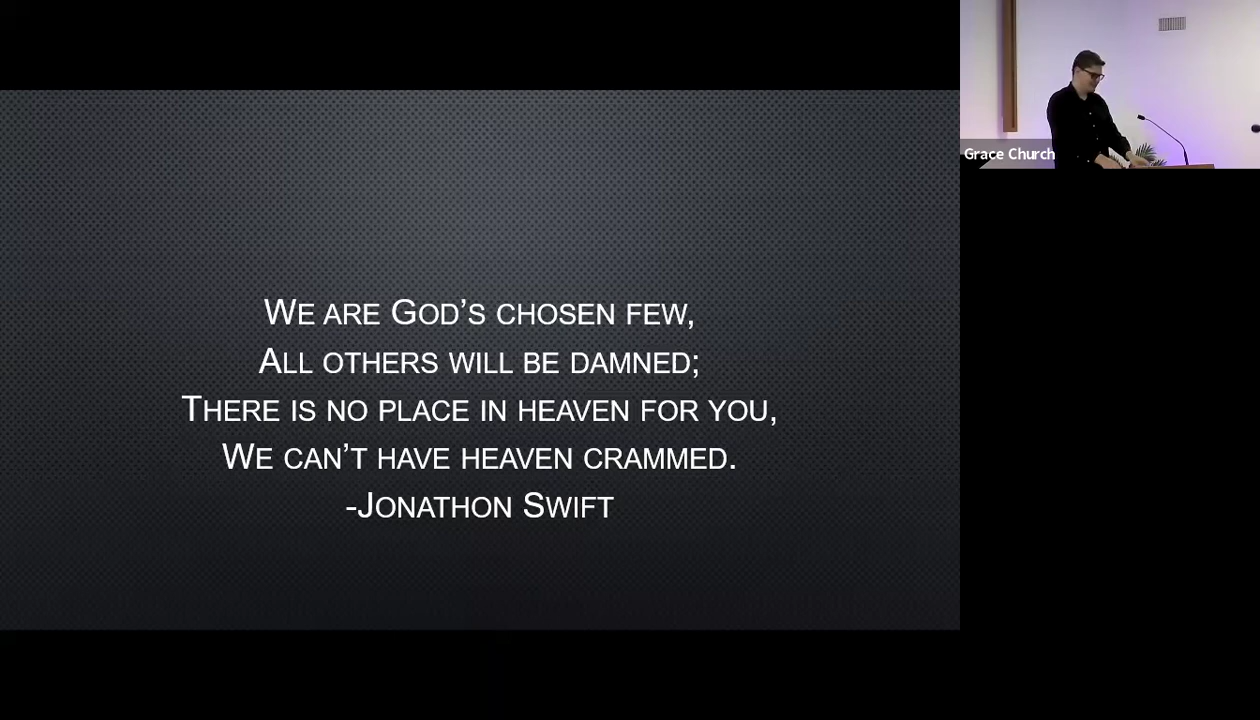 We are God's chosen few,
All others will be damned;
There is no place in heaven for you,
We can't have heaven crammed.
-Jonathon Swift
Grace Church